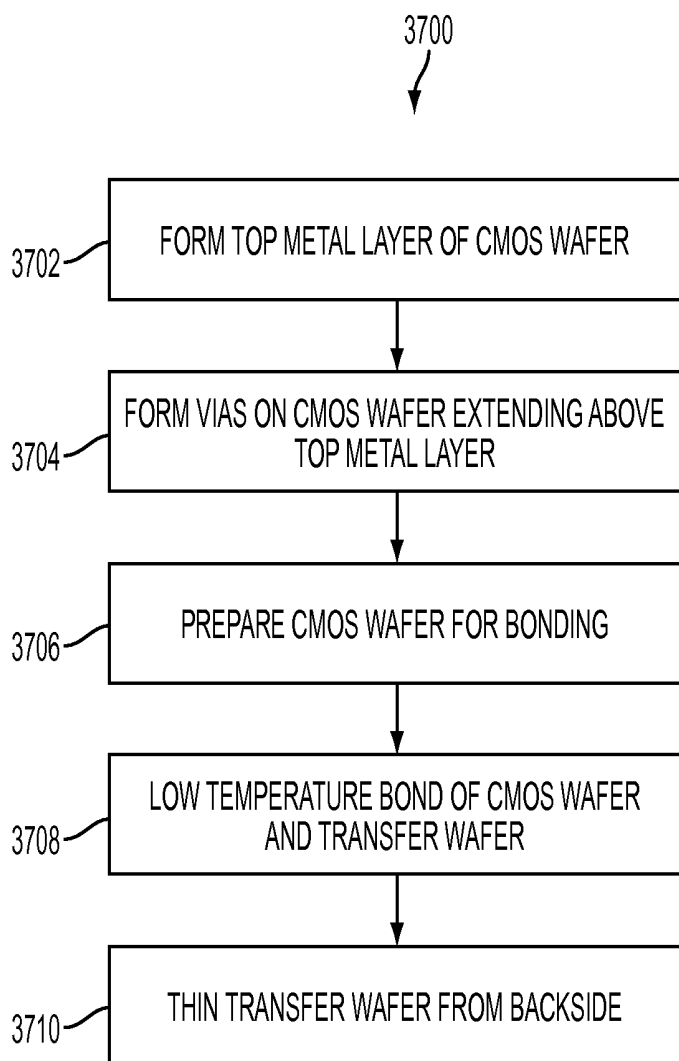 3700
3702
FORM TOP METAL LAYER OF CMOS WAFER
3704
FORM VIAS ON CMOS WAFER EXTENDING ABOVE
TOP METAL LAYER
3706
PREPARE CMOS WAFER FOR BONDING
3708
LOW TEMPERATURE BOND OF CMOS WAFER
AND TRANSFER WAFER
3710
THIN TRANSFER WAFER FROM BACKSIDE